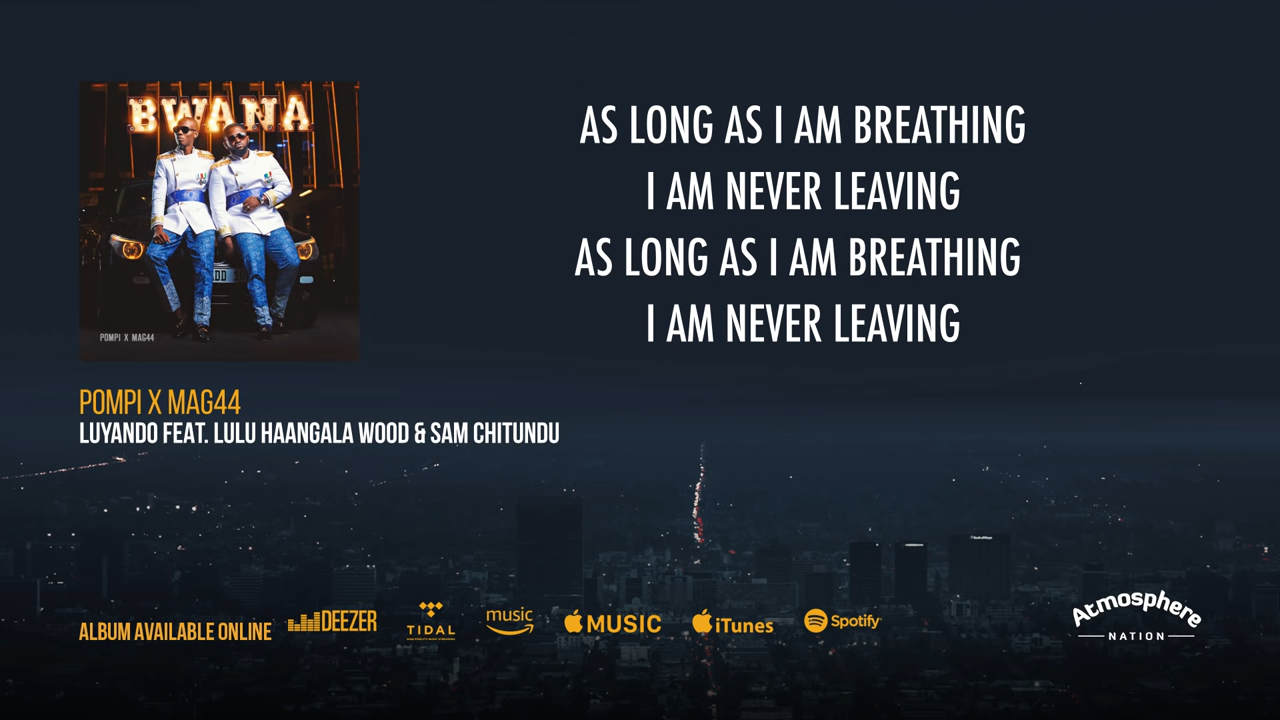 BWANA
POMPI X MAG44
AS LONG AS I AM BREATHING
I AM NEVER LEAVING
AS LONG AS I AM BREATHING
I AM NEVER LEAVING
POMPI X MAG44
LUYANDO FEAT. LULU HAANGALA WOOD & SAM CHITUNDU
ALBUM AVAILABLE ONLINE DEEZER TIDAL music MUSIC iTunes Spotify
Atmosphere
NATION